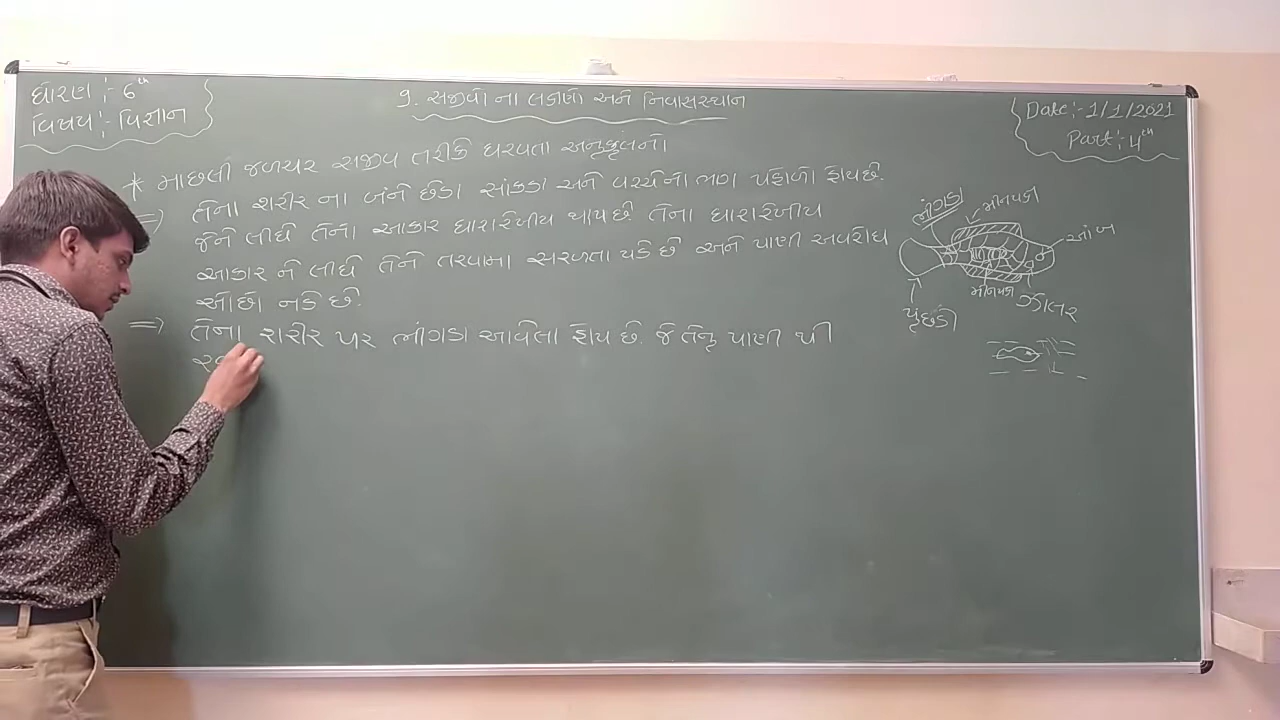 ધોરણ :- 6th
વિષય :- વિજ્ઞાન
9. સજીવો ના લક્ષણો અને નિવાસસ્થાન
Date:- 1/1/2021
Part:- 4th
* માછલી જળચર સજીવ તરીકે ધરવતા અનુકૂલનો
⇒ તેના શરીર ના બંને છેડા સાંકડા અને વચ્ચેનો ભાગ પહોળો હોય છે.
જેને લીધે તેનો આકાર ધારારેખીય થાય છે તેના ધારારેખીય
આકાર ને લીધે તેને તરવામા સરળતા પડે છે અને પાણી અવરોધ
ઓછો નડે છે.
⇒ તેના શરીર પર ભીંગડા આવેલા હોય છે. જે તેનુ પાણી થી
ભીંગડા
મીનપક્ષ
આંખ
મીનપક્ષ
ઝાલર
પૂંછડી